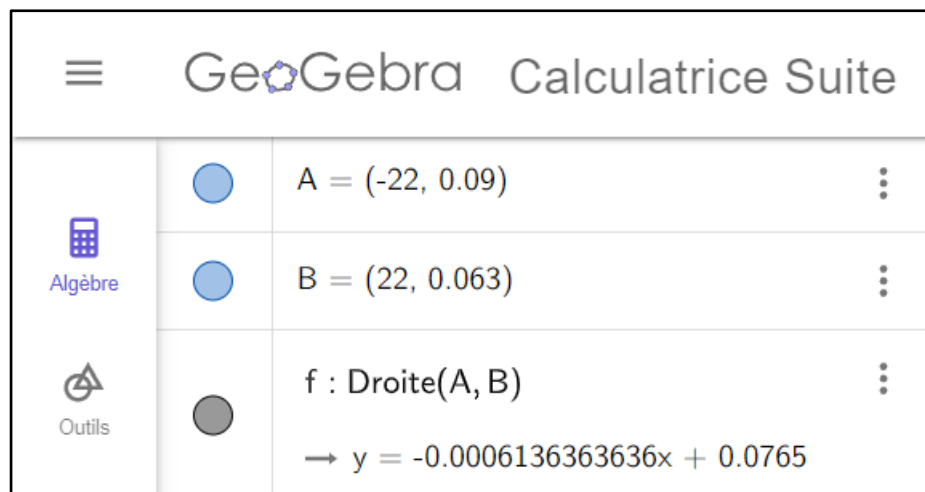 GeoGebra Calculatrice Suite
A = (-22, 0.09)
Algèbre
B = (22, 0.063)
f : Droite(A, B)
Outils
→ y = -0.0006136363636x + 0.0765